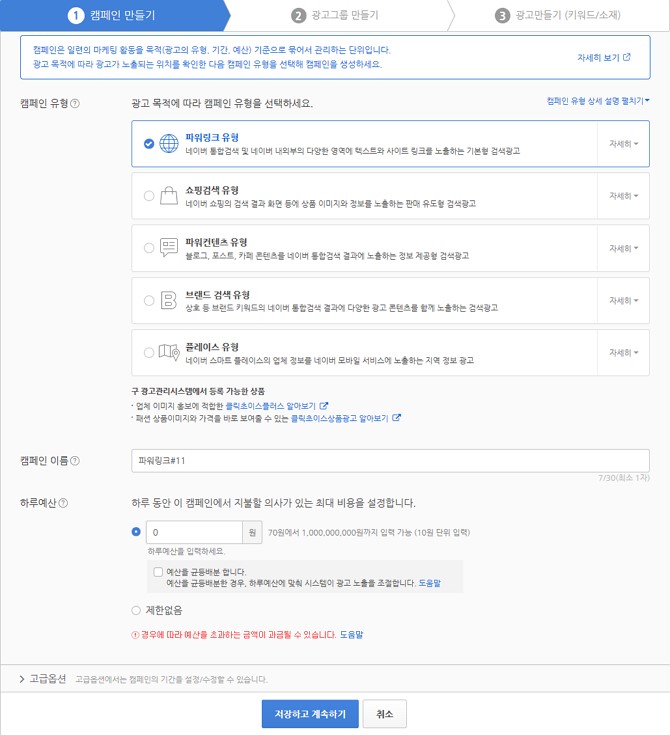 1 캠페인 만들기
2 광고그룹 만들기
3 광고만들기 (키워드/소재)
캠페인은 일련의 마케팅 활동을 목적(광고의 유형, 기간, 예산) 기준으로 묶어서 관리하는 단위입니다.
광고 목적에 따라 광고가 노출되는 위치를 확인한 다음 캠페인 유형을 선택해 캠페인을 생성하세요.
자세히 보기
캠페인 유형 ?
광고 목적에 따라 캠페인 유형을 선택하세요.
캠페인 유형 상세 설명 펼치기
파워링크 유형
네이버 통합검색 및 네이버 내외부의 다양한 영역에 텍스트와 사이트 링크를 노출하는 기본형 검색광고
자세히
쇼핑검색 유형
네이버 쇼핑의 검색 결과 화면 등에 상품 이미지와 정보를 노출하는 판매 유도형 검색광고
자세히
파워컨텐츠 유형
블로그, 포스트, 카페 콘텐츠를 네이버 통합검색 결과에 노출하는 정보 제공형 검색광고
자세히
브랜드 검색 유형
상호 등 브랜드 키워드의 네이버 통합검색 결과에 다양한 광고 콘텐츠를 함께 노출하는 검색광고
자세히
플레이스 유형
네이버 스마트 플레이스의 업체 정보를 네이버 모바일 서비스에 노출하는 지역 정보 광고
자세히
구 광고관리시스템에서 등록 가능한 상품
· 업체 이미지 홍보에 적합한 클릭초이스플러스 알아보기
· 패션 상품이미지와 가격을 바로 보여줄 수 있는 클릭초이스상품광고 알아보기
캠페인 이름 ?
파워링크#11
7/30(최소 1자)
하루예산 ?
하루 동안 이 캠페인에서 지불할 의사가 있는 최대 비용을 설정합니다.
0 원 70원에서 1,000,000,000원까지 입력 가능 (10원 단위 입력)
하루예산을 입력하세요.
예산을 균등배분 합니다.
예산을 균등배분한 경우, 하루예산에 맞춰 시스템이 광고 노출을 조절합니다. 도움말
제한없음
경우에 따라 예산을 초과하는 금액이 과금될 수 있습니다. 도움말
고급옵션 고급옵션에서는 캠페인의 기간을 설정/수정할 수 있습니다.
저장하고 계속하기
취소